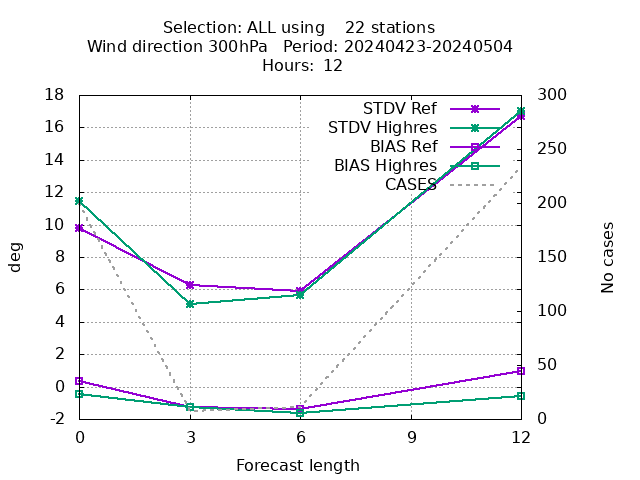 Selection: ALL using    22 stations
Wind direction 300hPa   Period: 20240423-20240504
Hours:  12
18
16
14
12
10
8
6
4
2
0
-2
deg
STDV Ref
STDV Highres
BIAS Ref
BIAS Highres
CASES
300
250
200
150
100
50
0
No cases
0 3 6 9 12
Forecast length